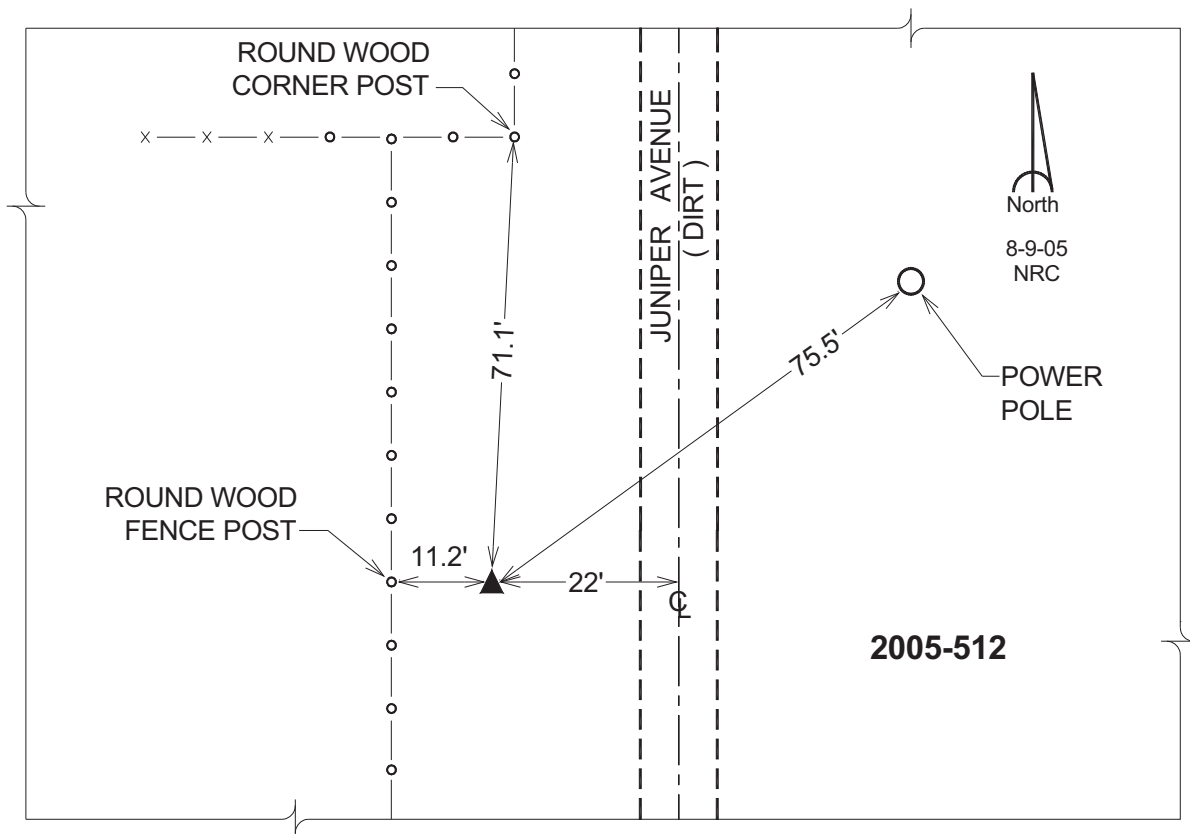 ROUND WOOD
CORNER POST
x x x
JUNIPER AVENUE
( DIRT )
North
8-9-05
NRC
71.1'
75.5'
POWER
POLE
ROUND WOOD
FENCE POST
11.2'
22'
℄
2005-512